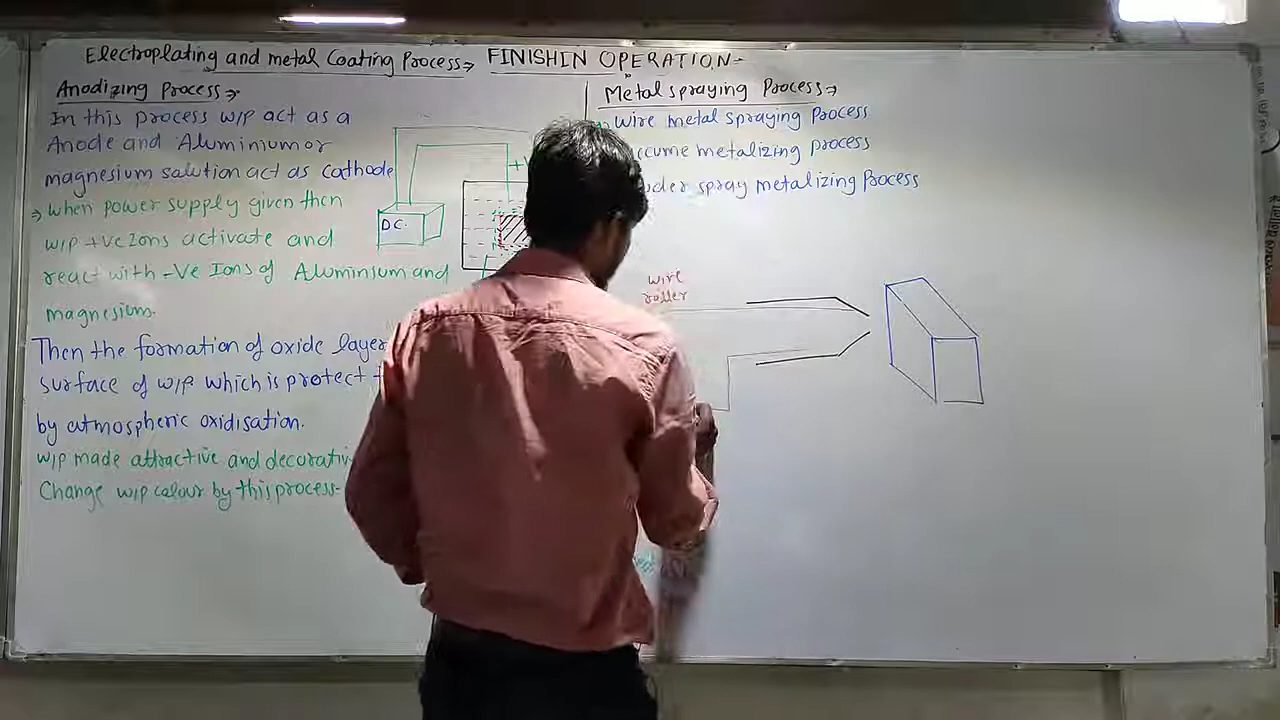 Electroplating and metal Coating Process⇒ FINISHIN OPERATION-
Anodizing Process⇒
In this process w/p act as a
Anode and Aluminium or
magnesium salution act as cathode
⇒ when power supply given then
w/p +ve Ions activate and
react with -Ve Ions of Aluminium and
magnesium.
Then the formation of oxide layer
surface of w/p which is protect
by atmospheric oxidisation.
w/p made attractive and decorativ
Change w/p colour by this process-
DC.
Metal spraying Process⇒
wire metal spraying Process
ccume metalizing process
der spray metalizing Process
wire
roller